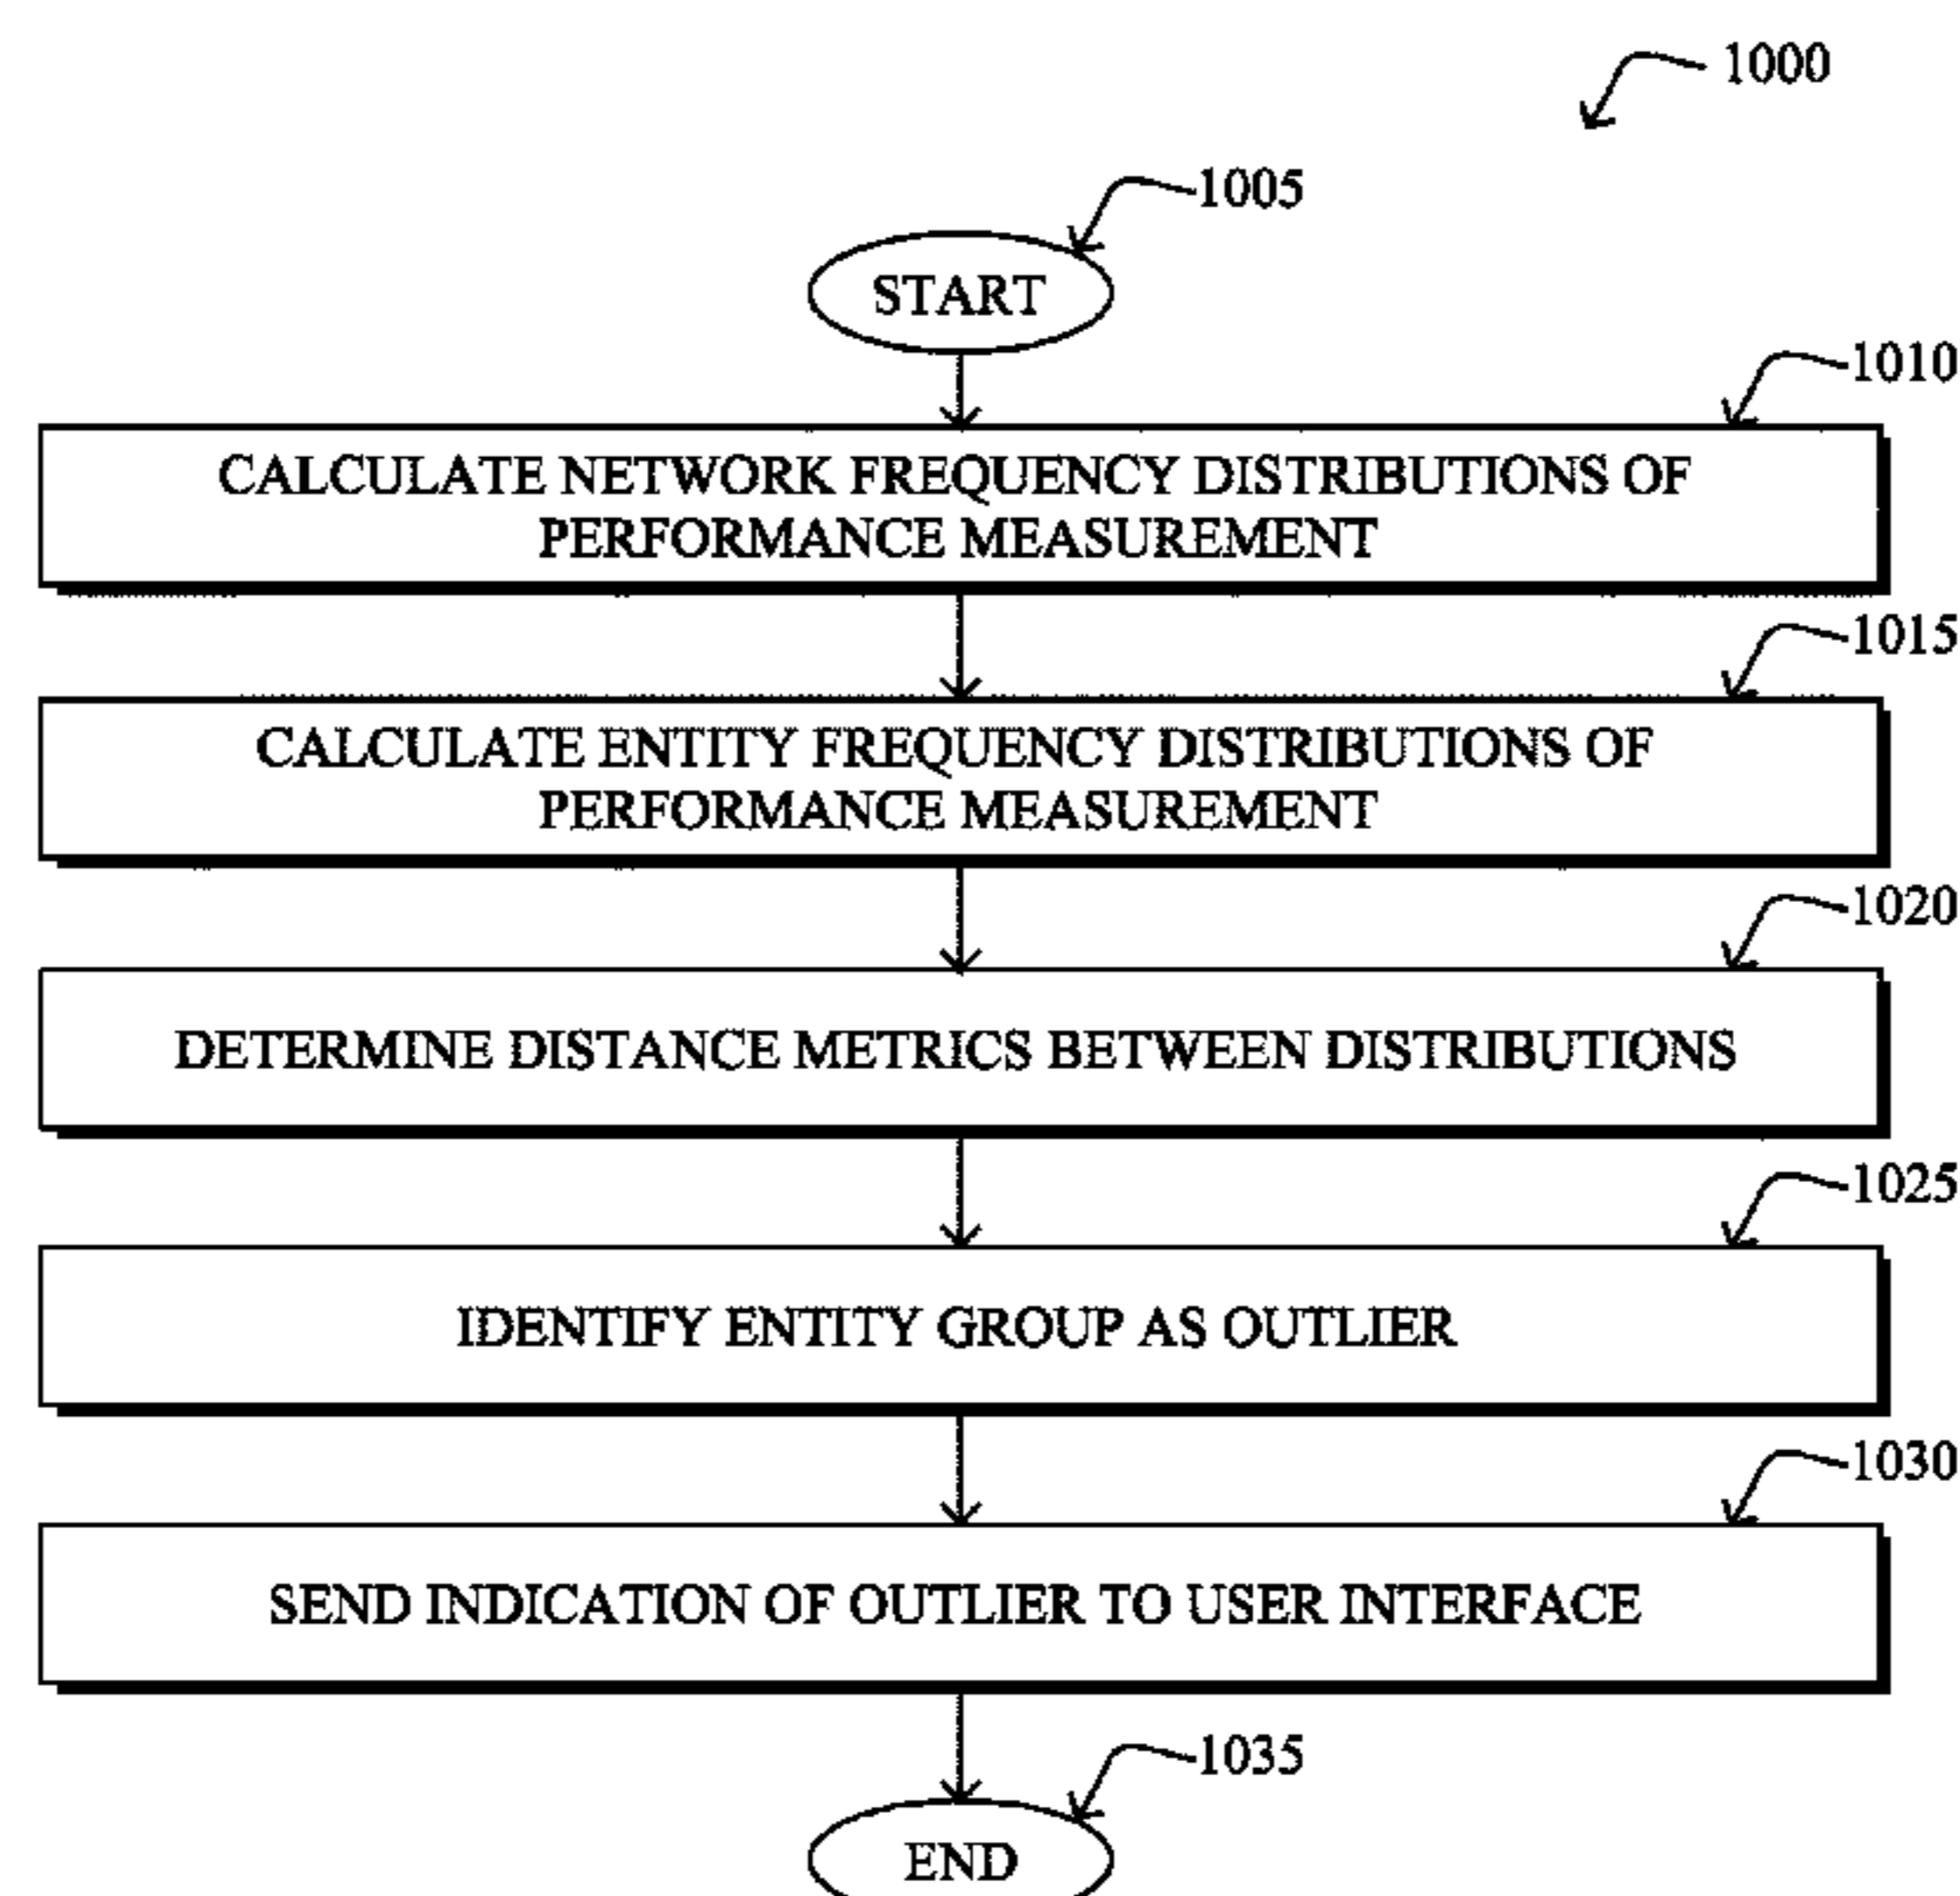 1000
1005
START
1010
CALCULATE NETWORK FREQUENCY DISTRIBUTIONS OF
PERFORMANCE MEASUREMENT
1015
CALCULATE ENTITY FREQUENCY DISTRIBUTIONS OF
PERFORMANCE MEASUREMENT
1020
DETERMINE DISTANCE METRICS BETWEEN DISTRIBUTIONS
1025
IDENTIFY ENTITY GROUP AS OUTLIER
1030
SEND INDICATION OF OUTLIER TO USER INTERFACE
1035
END